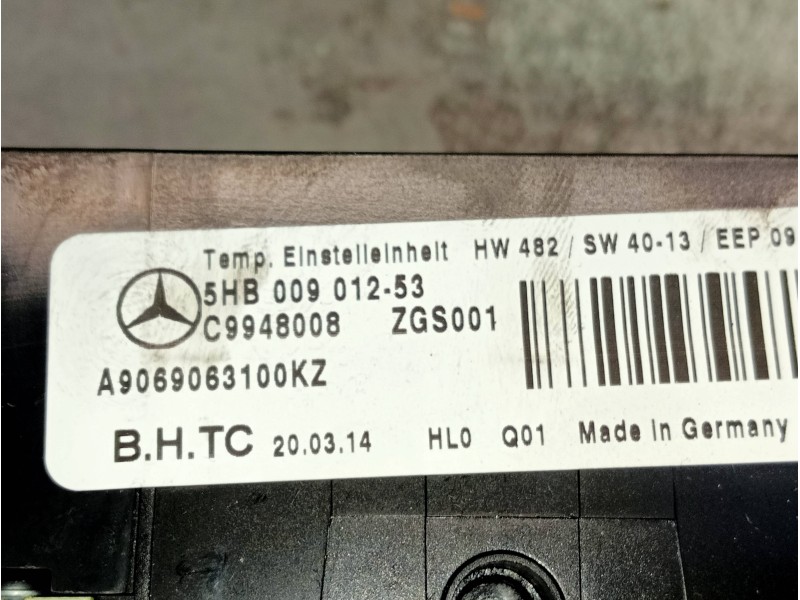 Temp. Einstelleinheit HW 482 / SW 40-13 / EEP 09
5HB 009 012-53
C9948008 ZGS001
A9069063100KZ
B.H.TC 20.03.14 HL0 Q01 Made in Germany